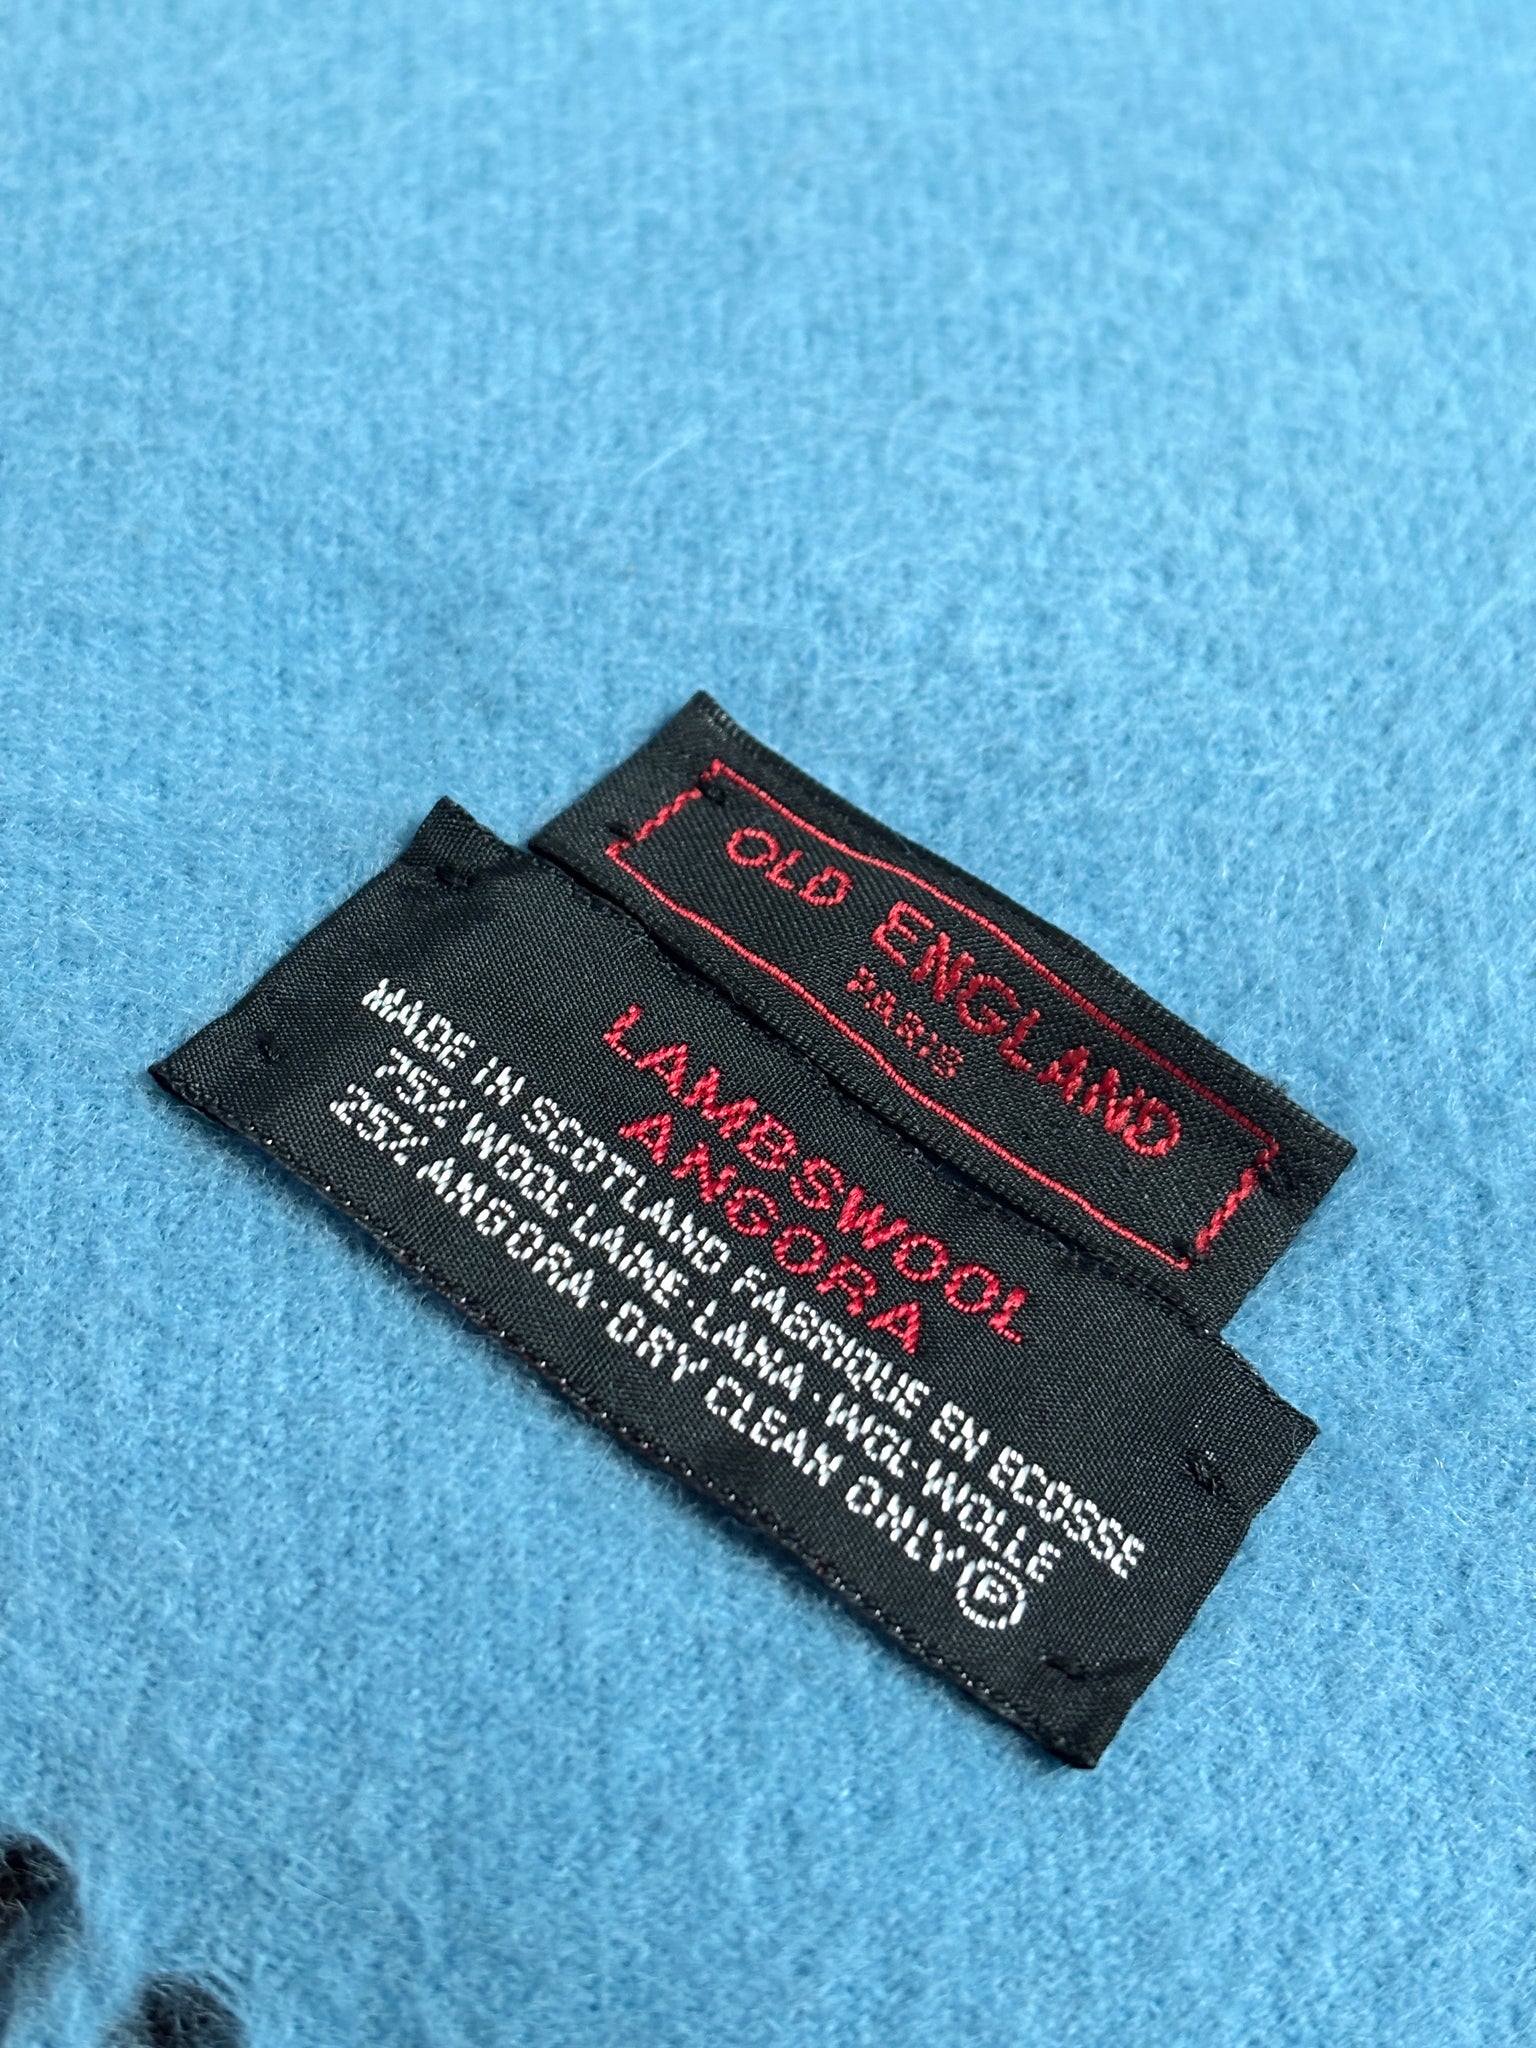 OLD ENGLAND
PARIS
LAMBSWOOL
ANGORA
MADE IN SCOTLAND FABRIQUE EN ECOSSE
75% WOOL·LAINE·LANA·WOL·WOLLE
25% ANGORA·DRY CLEAN ONLY Ⓟ